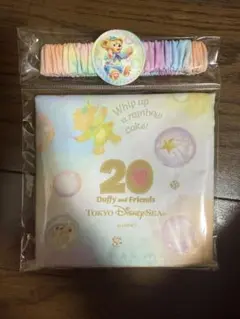 Whip up
a rainbow
cake!
20
Duffy and Friends
TOKYO DISNEYSEA